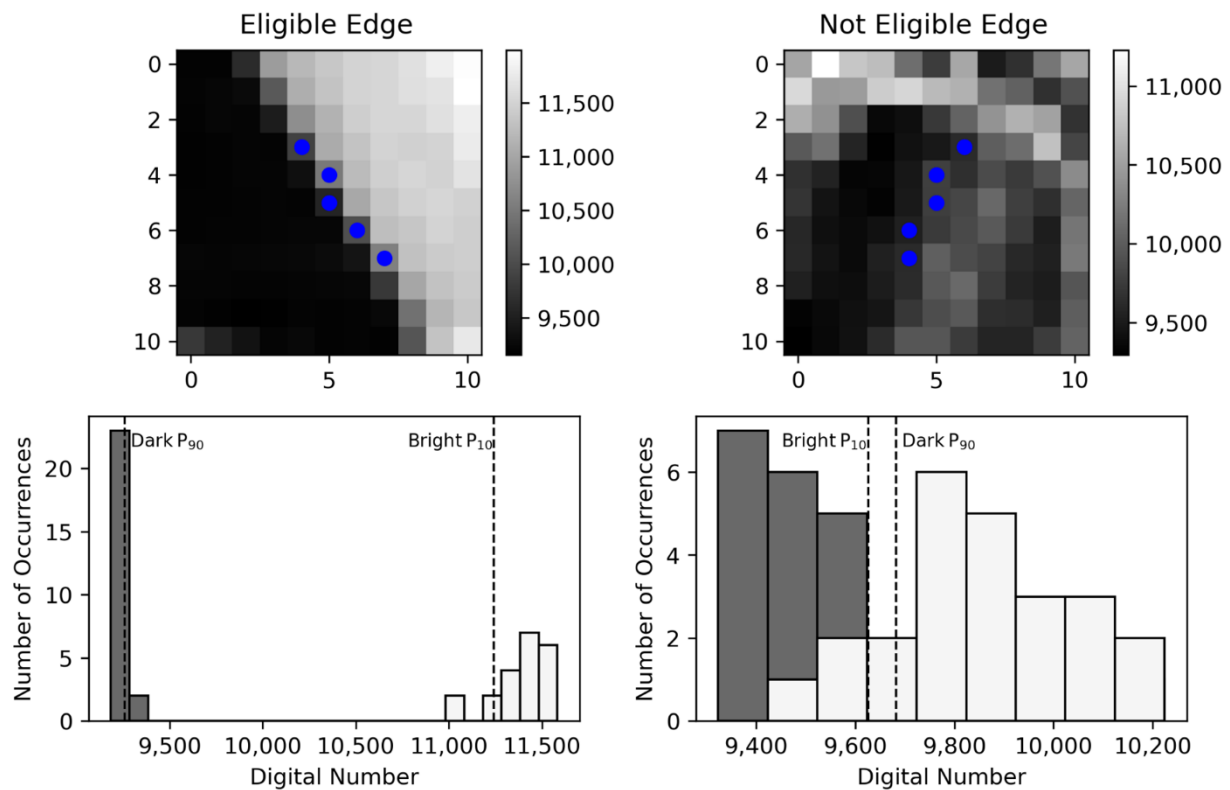 Eligible Edge
0
2
4
6
8
10
0 5 10
11,500
11,000
10,500
10,000
9,500
Not Eligible Edge
0
2
4
6
8
10
0 5 10
11,000
10,500
10,000
9,500
Number of Occurrences
20
15
10
5
0
Dark P90
Bright P10
9,500 10,000 10,500 11,000 11,500
Digital Number
Number of Occurrences
6
4
2
0
Bright P10
Dark P90
9,400 9,600 9,800 10,000 10,200
Digital Number